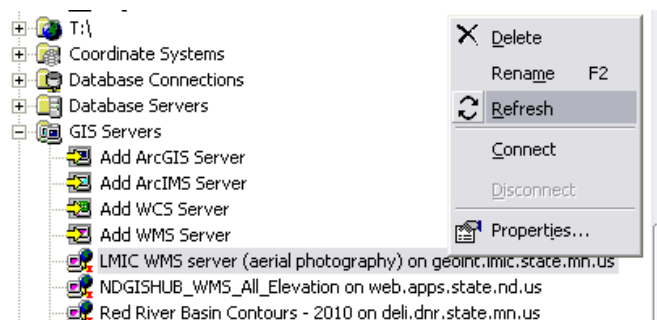 T:\
Coordinate Systems
Database Connections
Database Servers
GIS Servers
Add ArcGIS Server
Add ArcIMS Server
Add WCS Server
Add WMS Server
LMIC WMS server (aerial photography) on geoint.lmic.state.mn.us
NDGISHUB_WMS_All_Elevation on web.apps.state.nd.us
Red River Basin Contours - 2010 on deli.dnr.state.mn.us
Delete
Rename F2
Refresh
Connect
Disconnect
Properties...